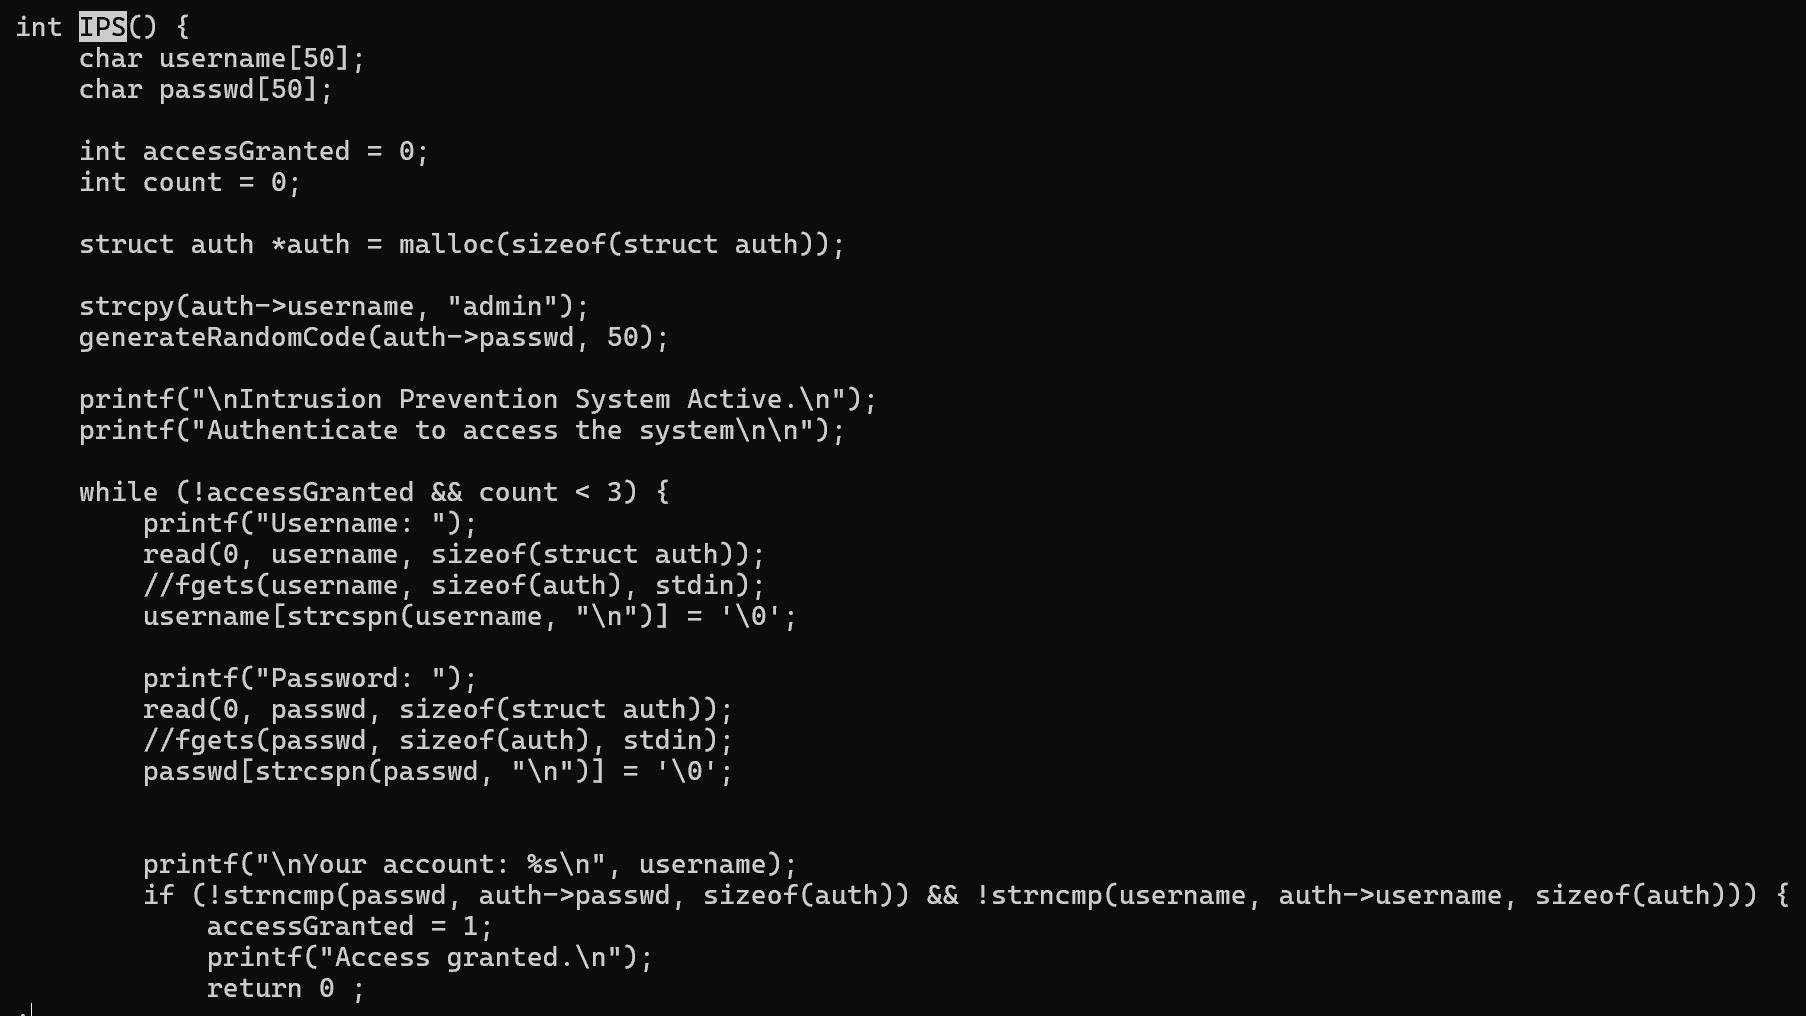 int IPS() {
    char username[50];
    char passwd[50];

    int accessGranted = 0;
    int count = 0;

    struct auth *auth = malloc(sizeof(struct auth));

    strcpy(auth->username, "admin");
    generateRandomCode(auth->passwd, 50);

    printf("\nIntrusion Prevention System Active.\n");
    printf("Authenticate to access the system\n\n");

    while (!accessGranted && count < 3) {
        printf("Username: ");
        read(0, username, sizeof(struct auth));
        //fgets(username, sizeof(auth), stdin);
        username[strcspn(username, "\n")] = '\0';

        printf("Password: ");
        read(0, passwd, sizeof(struct auth));
        //fgets(passwd, sizeof(auth), stdin);
        passwd[strcspn(passwd, "\n")] = '\0';


        printf("\nYour account: %s\n", username);
        if (!strncmp(passwd, auth->passwd, sizeof(auth)) && !strncmp(username, auth->username, sizeof(auth))) {
            accessGranted = 1;
            printf("Access granted.\n");
            return 0 ;